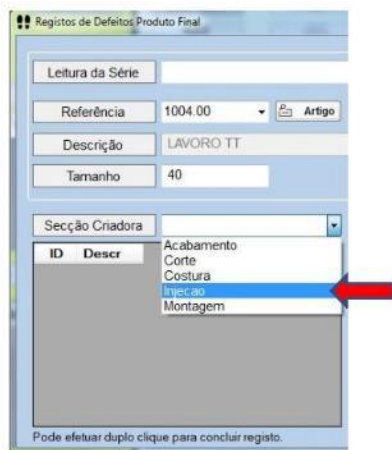 Registos de Defeitos Produto Final
Leitura da Série
Referência 1004.00 Artigo
Descrição LAVORO TT
Tamanho 40
Secção Criadora
ID Descr
Acabamento
Corte
Costura
Injecao
Montagem
Pode efetuar duplo clique para concluir registo.